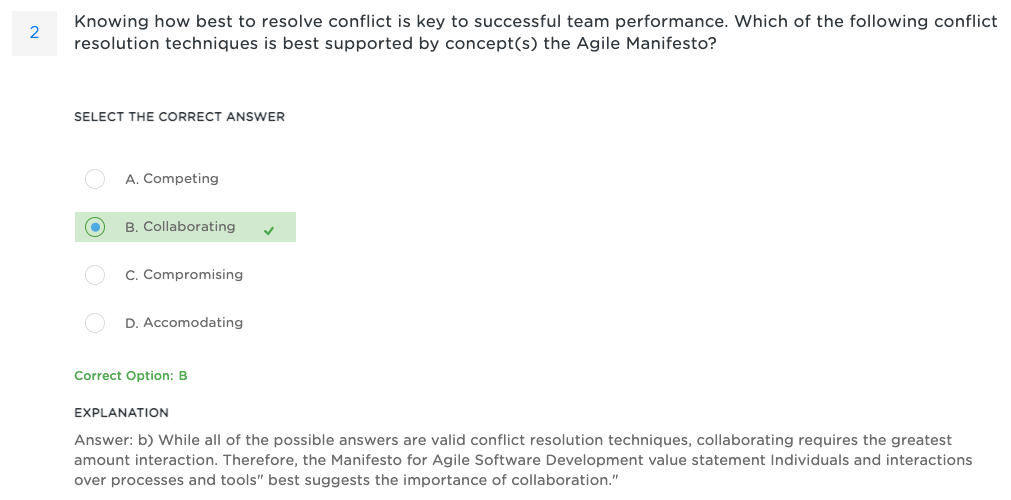 2
Knowing how best to resolve conflict is key to successful team performance. Which of the following conflict
resolution techniques is best supported by concept(s) the Agile Manifesto?
SELECT THE CORRECT ANSWER
A. Competing
B. Collaborating
C. Compromising
D. Accomodating
Correct Option: B
EXPLANATION
Answer: b) While all of the possible answers are valid conflict resolution techniques, collaborating requires the greatest
amount interaction. Therefore, the Manifesto for Agile Software Development value statement Individuals and interactions
over processes and tools" best suggests the importance of collaboration."